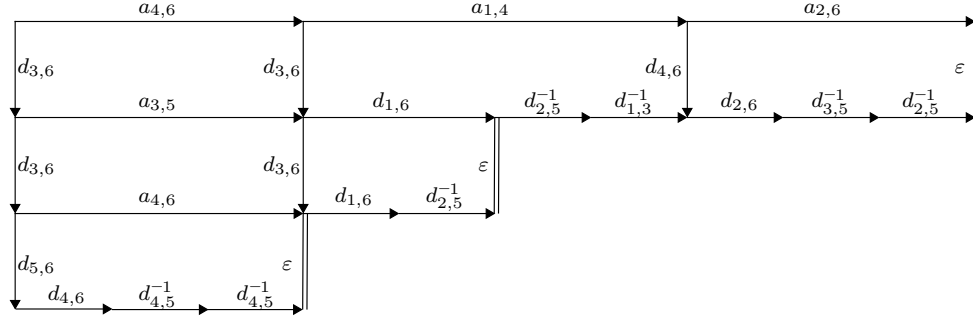 a_{4,6} a_{1,4} a_{2,6}
d_{3,6} d_{3,6} d_{4,6} ε
a_{3,5} d_{1,6} d_{2,5}^{-1} d_{1,3}^{-1} d_{2,6} d_{3,5}^{-1} d_{2,5}^{-1}
d_{3,6} d_{3,6} ε
a_{4,6} d_{1,6} d_{2,5}^{-1}
d_{5,6} ε
d_{4,6} d_{4,5}^{-1} d_{4,5}^{-1}